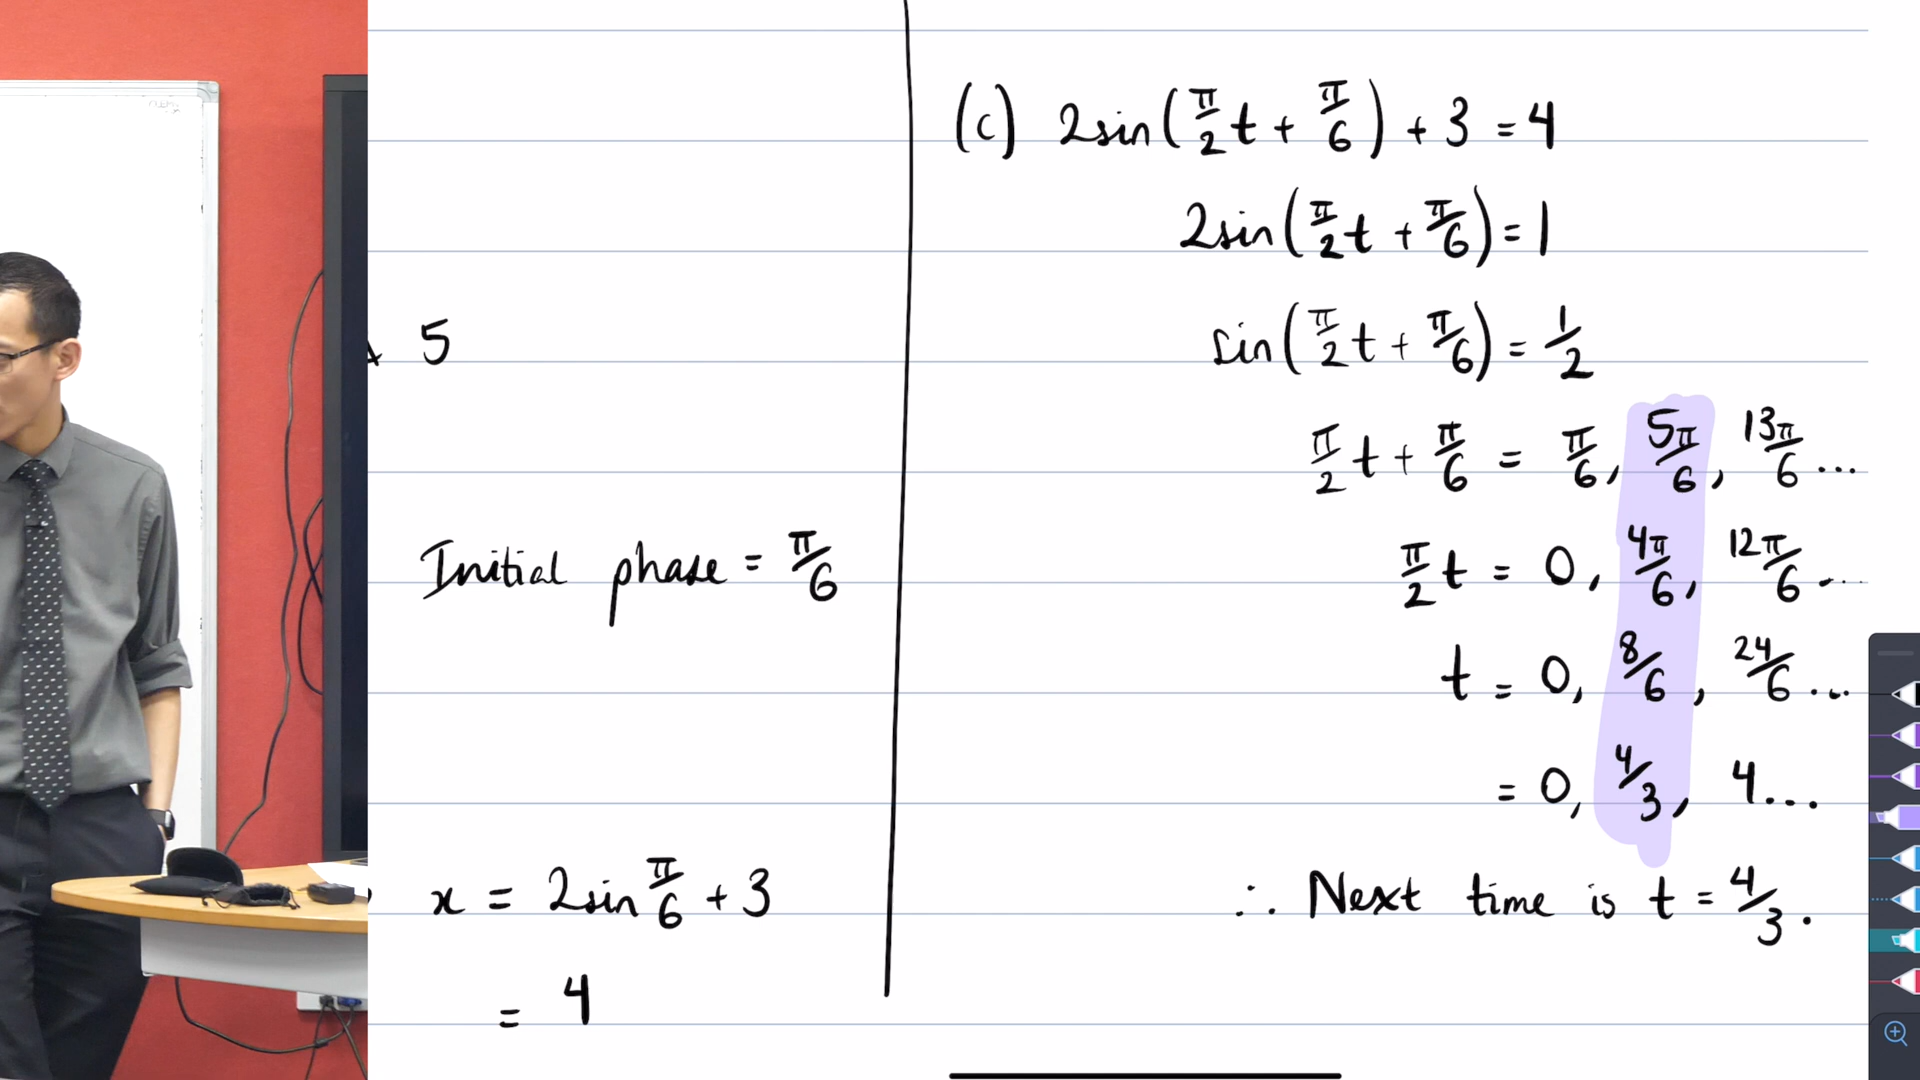 5
Initial phase = π/6
x = 2sin π/6 + 3
= 4
(c) 2sin(π/2 t + π/6) + 3 = 4
2sin(π/2 t + π/6) = 1
sin(π/2 t + π/6) = 1/2
π/2 t + π/6 = π/6, 5π/6, 13π/6 ...
π/2 t = 0, 4π/6, 12π/6 ...
t = 0, 8/6, 24/6 ...
= 0, 4/3, 4 ...
∴ Next time is t = 4/3.